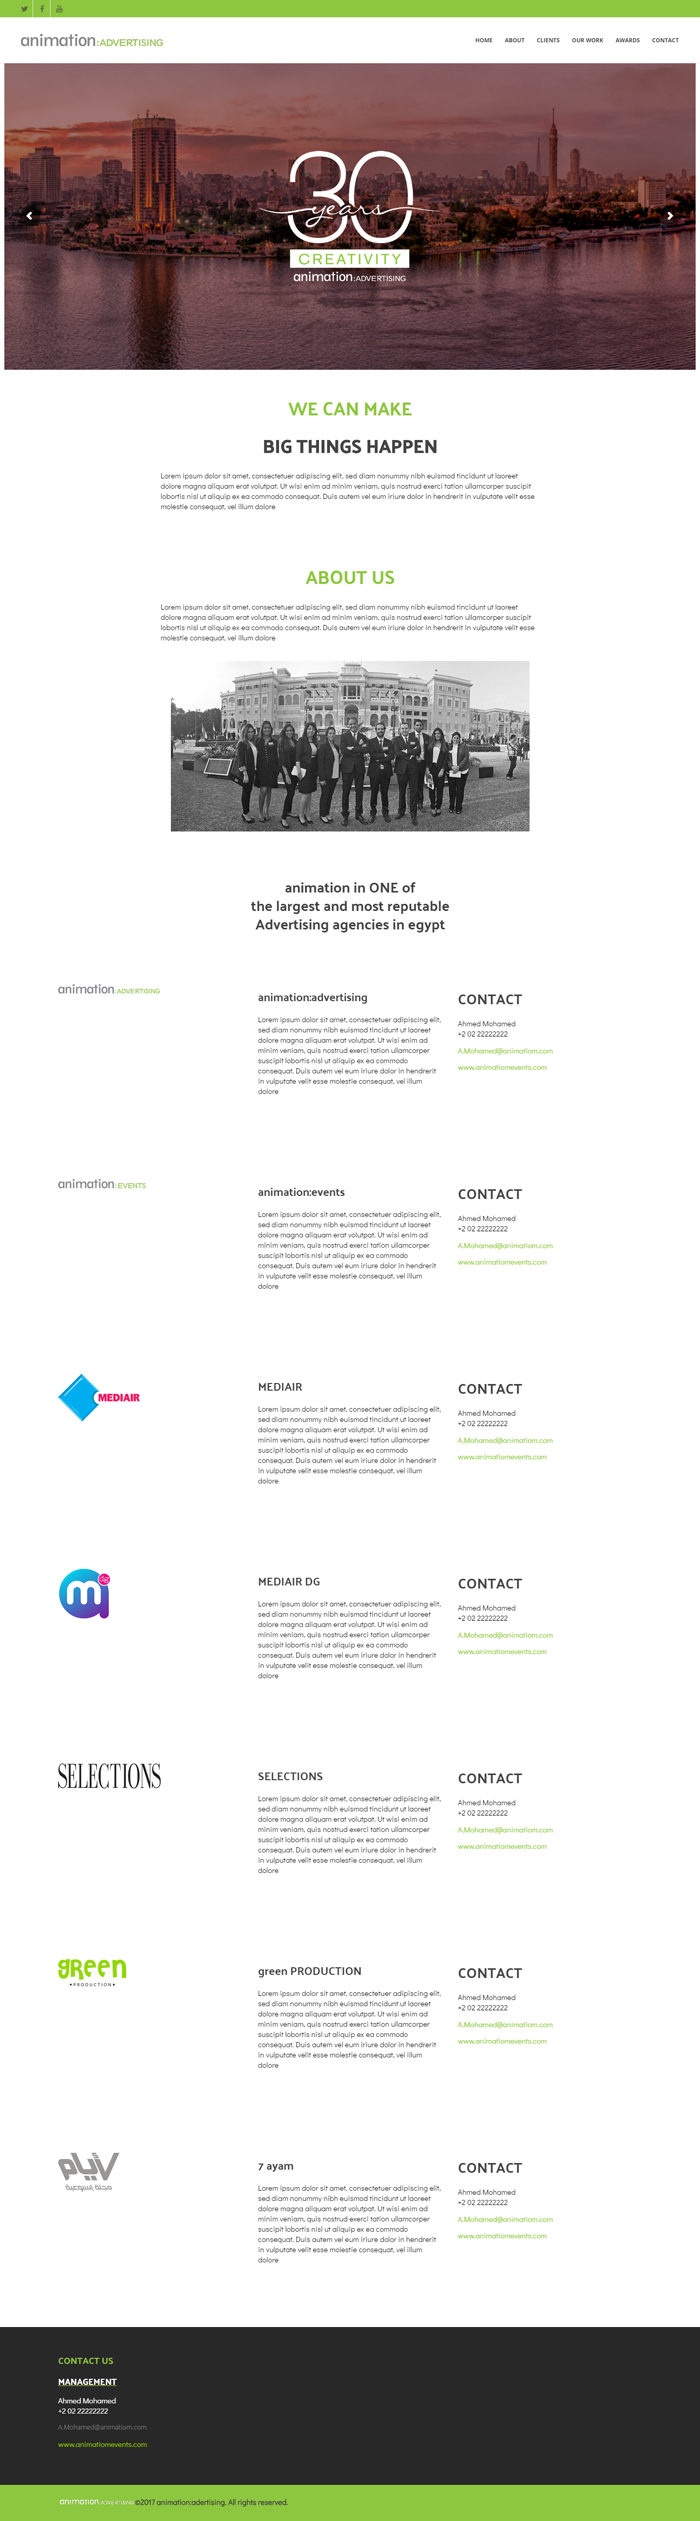 animation:ADVERTISING
HOME ABOUT CLIENTS OUR WORK AWARDS CONTACT
30
years
CREATIVITY
animation:ADVERTISING
WE CAN MAKE
BIG THINGS HAPPEN
Lorem ipsum dolor sit amet, consectetuer adipiscing elit, sed diam nonummy nibh euismod tincidunt ut laoreet
dolore magna aliquam erat volutpat. Ut wisi enim ad minim veniam, quis nostrud exerci tation ullamcorper suscipit
lobortis nisl ut aliquip ex ea commodo consequat. Duis autem vel eum iriure dolor in hendrerit in vulputate velit esse
molestie consequat, vel illum dolore
ABOUT US
Lorem ipsum dolor sit amet, consectetuer adipiscing elit, sed diam nonummy nibh euismod tincidunt ut laoreet
dolore magna aliquam erat volutpat. Ut wisi enim ad minim veniam, quis nostrud exerci tation ullamcorper suscipit
lobortis nisl ut aliquip ex ea commodo consequat. Duis autem vel eum iriure dolor in hendrerit in vulputate velit esse
molestie consequat, vel illum dolore
animation in ONE of
the largest and most reputable
Advertising agencies in egypt
animation:ADVERTISING
animation:advertising
Lorem ipsum dolor sit amet, consectetuer adipiscing elit,
sed diam nonummy nibh euismod tincidunt ut laoreet
dolore magna aliquam erat volutpat. Ut wisi enim ad
minim veniam, quis nostrud exerci tation ullamcorper
suscipit lobortis nisl ut aliquip ex ea commodo
consequat. Duis autem vel eum iriure dolor in hendrerit
in vulputate velit esse molestie consequat, vel illum
dolore
CONTACT
Ahmed Mohamed
+2 02 22222222
A.Mohamed@animatiom.com
www.animatiomevents.com
animation:EVENTS
animation:events
Lorem ipsum dolor sit amet, consectetuer adipiscing elit,
sed diam nonummy nibh euismod tincidunt ut laoreet
dolore magna aliquam erat volutpat. Ut wisi enim ad
minim veniam, quis nostrud exerci tation ullamcorper
suscipit lobortis nisl ut aliquip ex ea commodo
consequat. Duis autem vel eum iriure dolor in hendrerit
in vulputate velit esse molestie consequat, vel illum
dolore
CONTACT
Ahmed Mohamed
+2 02 22222222
A.Mohamed@animatiom.com
www.animatiomevents.com
MEDIAIR
MEDIAIR
Lorem ipsum dolor sit amet, consectetuer adipiscing elit,
sed diam nonummy nibh euismod tincidunt ut laoreet
dolore magna aliquam erat volutpat. Ut wisi enim ad
minim veniam, quis nostrud exerci tation ullamcorper
suscipit lobortis nisl ut aliquip ex ea commodo
consequat. Duis autem vel eum iriure dolor in hendrerit
in vulputate velit esse molestie consequat, vel illum
dolore
CONTACT
Ahmed Mohamed
+2 02 22222222
A.Mohamed@animatiom.com
www.animatiomevents.com
m
dg
MEDIAIR DG
Lorem ipsum dolor sit amet, consectetuer adipiscing elit,
sed diam nonummy nibh euismod tincidunt ut laoreet
dolore magna aliquam erat volutpat. Ut wisi enim ad
minim veniam, quis nostrud exerci tation ullamcorper
suscipit lobortis nisl ut aliquip ex ea commodo
consequat. Duis autem vel eum iriure dolor in hendrerit
in vulputate velit esse molestie consequat, vel illum
dolore
CONTACT
Ahmed Mohamed
+2 02 22222222
A.Mohamed@animatiom.com
www.animatiomevents.com
SELECTIONS
SELECTIONS
Lorem ipsum dolor sit amet, consectetuer adipiscing elit,
sed diam nonummy nibh euismod tincidunt ut laoreet
dolore magna aliquam erat volutpat. Ut wisi enim ad
minim veniam, quis nostrud exerci tation ullamcorper
suscipit lobortis nisl ut aliquip ex ea commodo
consequat. Duis autem vel eum iriure dolor in hendrerit
in vulputate velit esse molestie consequat, vel illum
dolore
CONTACT
Ahmed Mohamed
+2 02 22222222
A.Mohamed@animatiom.com
www.animatiomevents.com
green
•PRODUCTION•
green PRODUCTION
Lorem ipsum dolor sit amet, consectetuer adipiscing elit,
sed diam nonummy nibh euismod tincidunt ut laoreet
dolore magna aliquam erat volutpat. Ut wisi enim ad
minim veniam, quis nostrud exerci tation ullamcorper
suscipit lobortis nisl ut aliquip ex ea commodo
consequat. Duis autem vel eum iriure dolor in hendrerit
in vulputate velit esse molestie consequat, vel illum
dolore
CONTACT
Ahmed Mohamed
+2 02 22222222
A.Mohamed@animatiom.com
www.animatiomevents.com
٧أيام
مجلة إسبوعية
7 ayam
Lorem ipsum dolor sit amet, consectetuer adipiscing elit,
sed diam nonummy nibh euismod tincidunt ut laoreet
dolore magna aliquam erat volutpat. Ut wisi enim ad
minim veniam, quis nostrud exerci tation ullamcorper
suscipit lobortis nisl ut aliquip ex ea commodo
consequat. Duis autem vel eum iriure dolor in hendrerit
in vulputate velit esse molestie consequat, vel illum
dolore
CONTACT
Ahmed Mohamed
+2 02 22222222
A.Mohamed@animatiom.com
www.animatiomevents.com
CONTACT US
MANAGEMENT
Ahmed Mohamed
+2 02 22222222
A.Mohamed@animatiom.com
www.animatiomevents.com
animation:ADVERTISING ©2017 animation:adertising. All rights reserved.